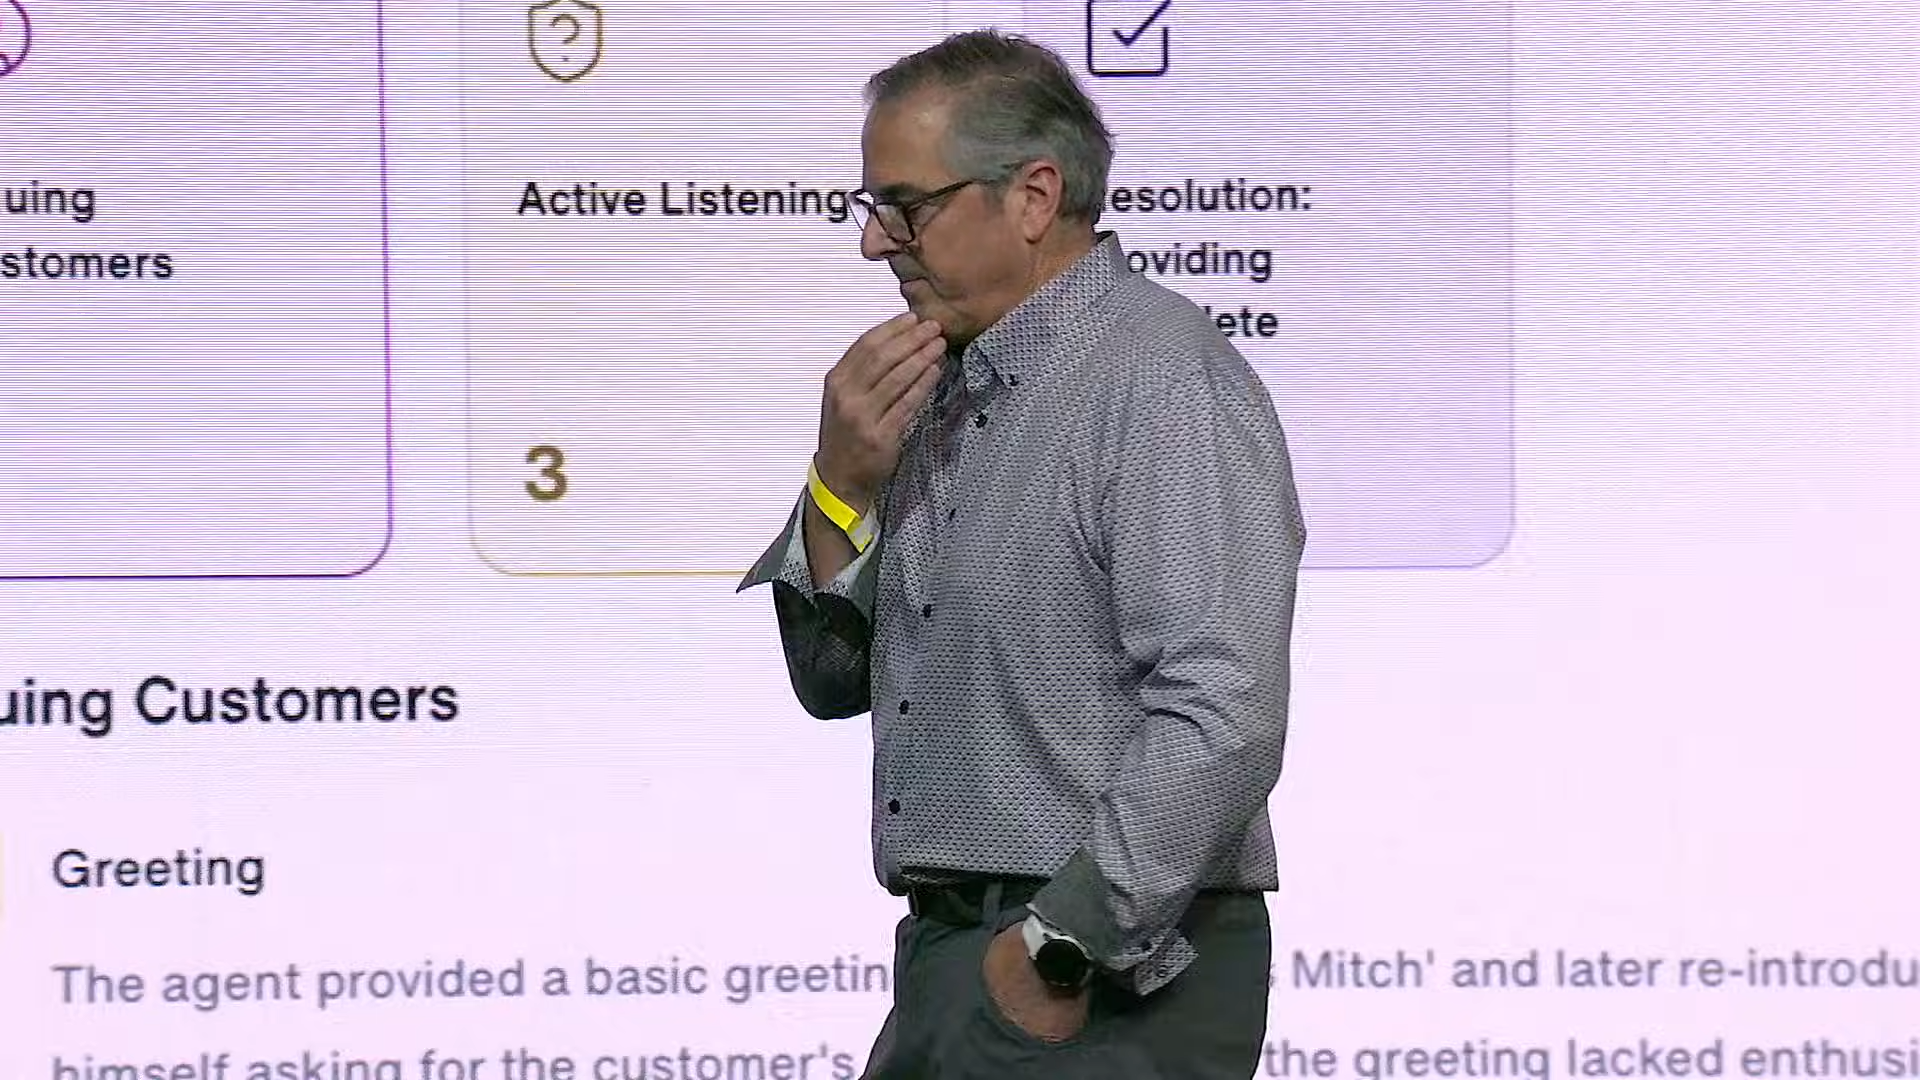 uing
stomers
Active Listening
esolution:
oviding
lete
3
uing Customers
Greeting
The agent provided a basic greetin Mitch' and later re-introdu
himself asking for the customer's the greeting lacked enthusi